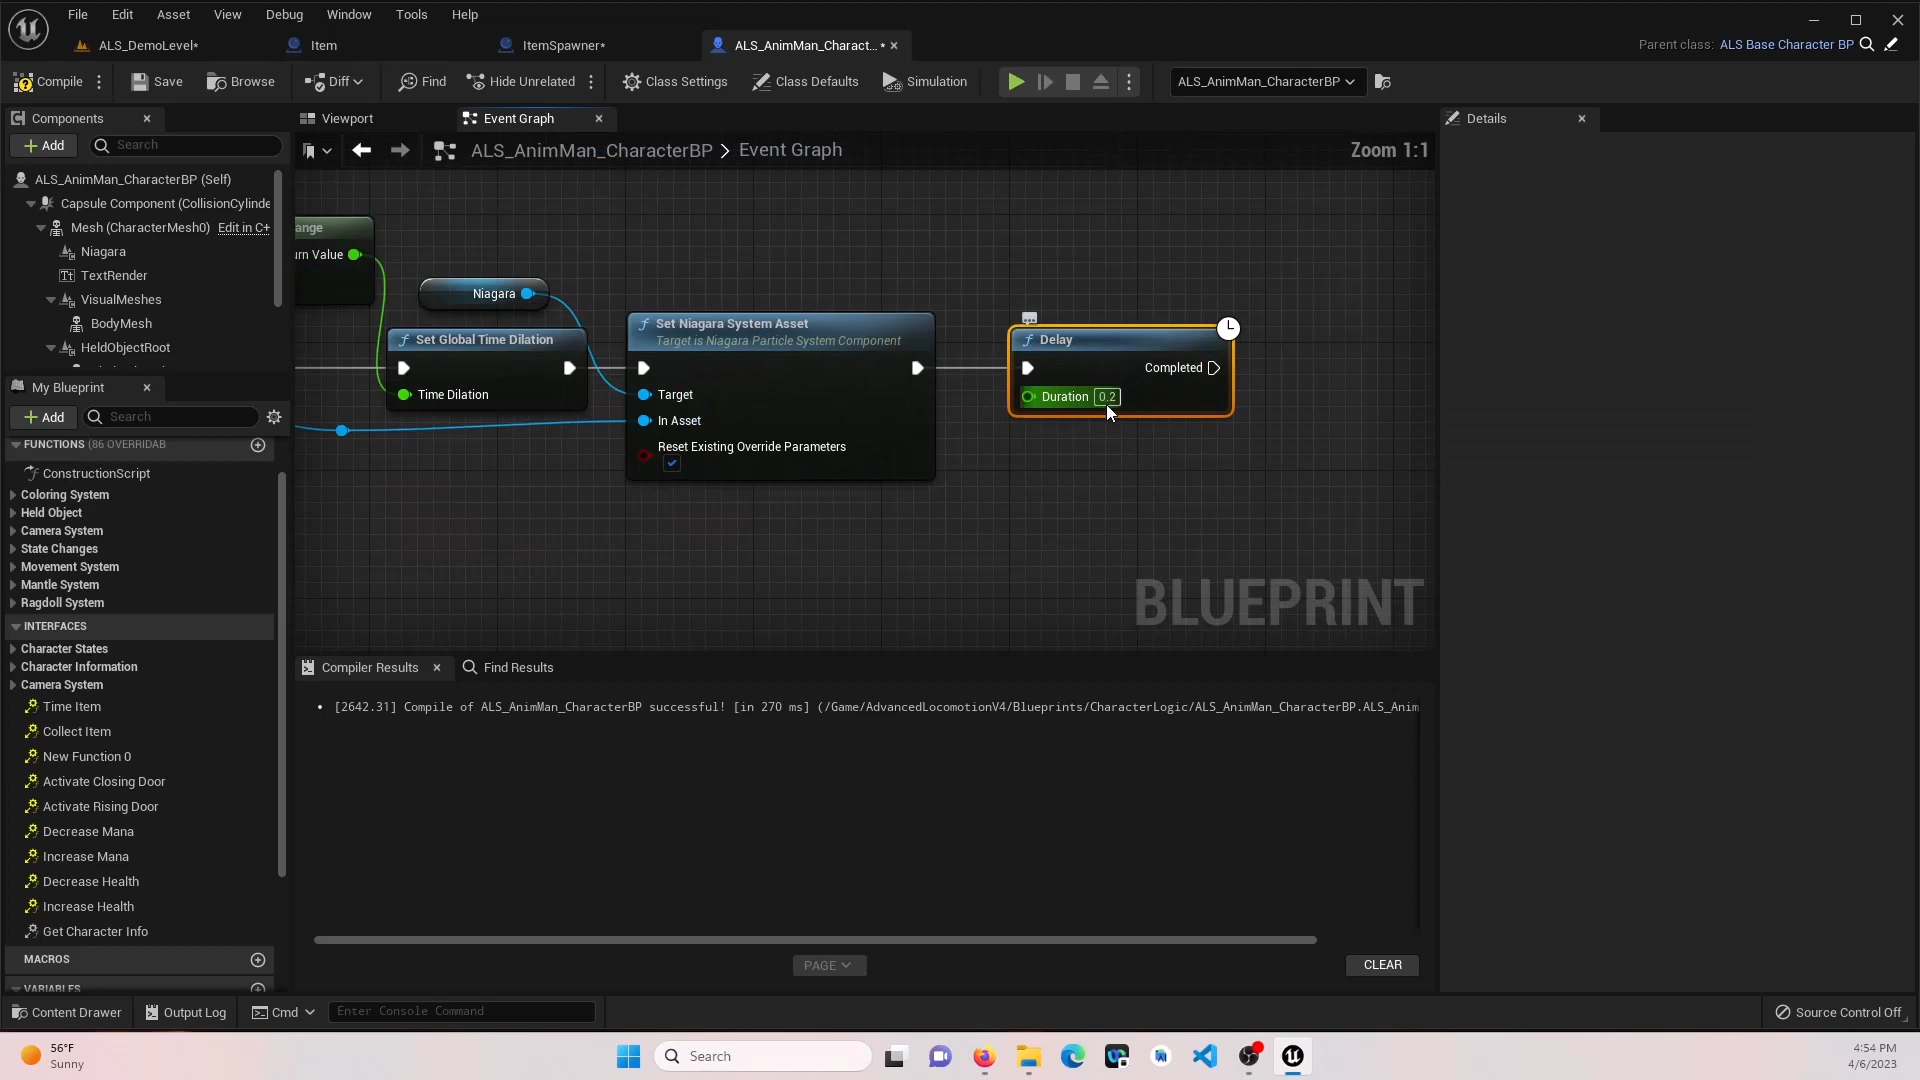 File Edit Asset View Debug Window Tools Help
ALS_DemoLevel* Item ItemSpawner* ALS_AnimMan_Charact...* Parent class: ALS Base Character BP
Compile Save Browse Diff Find Hide Unrelated Class Settings Class Defaults Simulation ALS_AnimMan_CharacterBP
Components Viewport Event Graph Details
Add Search ALS_AnimMan_CharacterBP > Event Graph Zoom 1:1
ALS_AnimMan_CharacterBP (Self)
Capsule Component (CollisionCylinde
Mesh (CharacterMesh0) Edit in C+
Niagara
TextRender
VisualMeshes
BodyMesh
HeldObjectRoot
My Blueprint
Add Search
FUNCTIONS (86 OVERRIDAB
ConstructionScript
Coloring System
Held Object
Camera System
State Changes
Movement System
Mantle System
Ragdoll System
INTERFACES
Character States
Character Information
Camera System
Time Item
Collect Item
New Function 0
Activate Closing Door
Activate Rising Door
Decrease Mana
Increase Mana
Decrease Health
Increase Health
Get Character Info
MACROS
VARIABLES
ange
urn Value
Niagara
Set Global Time Dilation
Time Dilation
Set Niagara System Asset
Target is Niagara Particle System Component
Target
In Asset
Reset Existing Override Parameters
Delay
Completed
Duration 0.2
BLUEPRINT
Compiler Results Find Results
[2642.31] Compile of ALS_AnimMan_CharacterBP successful! [in 270 ms] (/Game/AdvancedLocomotionV4/Blueprints/CharacterLogic/ALS_AnimMan_CharacterBP.ALS_Anim
PAGE CLEAR
Content Drawer Output Log Cmd Enter Console Command Source Control Off
56°F
Sunny
Search
4:54 PM
4/6/2023